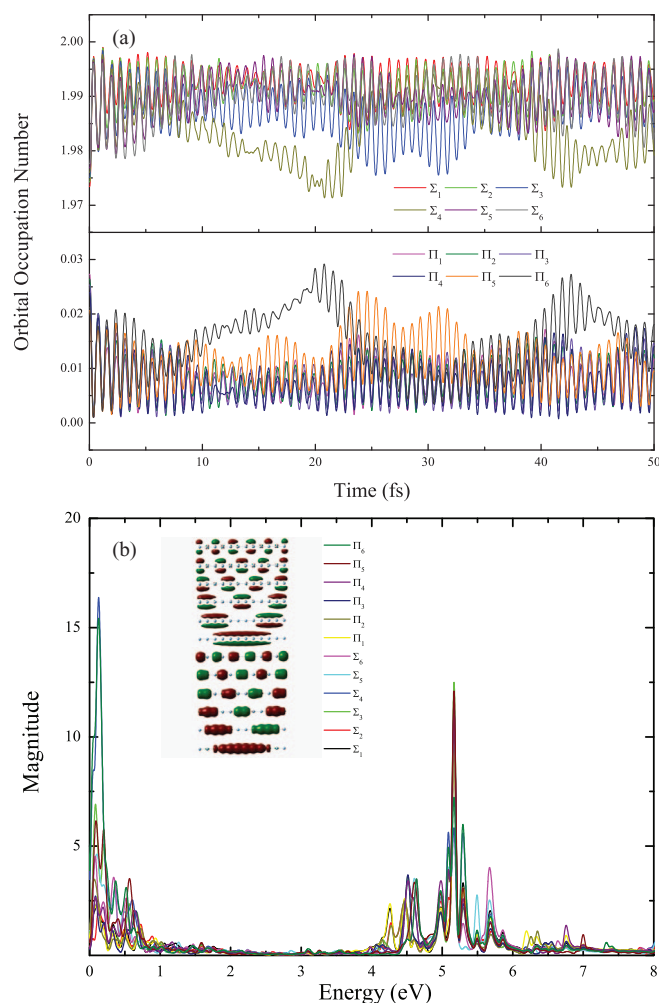 (a)
2.00
1.99
1.98
1.97
Σ₁ Σ₂ Σ₃
Σ₄ Σ₅ Σ₆
Π₁ Π₂ Π₃
Π₄ Π₅ Π₆
0.03
0.02
0.01
0.00
Orbital Occupation Number
0 10 20 30 40 50
Time (fs)
(b)
20
15
10
5
Magnitude
Π₆
Π₅
Π₄
Π₃
Π₂
Π₁
Σ₆
Σ₅
Σ₄
Σ₃
Σ₂
Σ₁
0 1 2 3 4 5 6 7 8
Energy (eV)